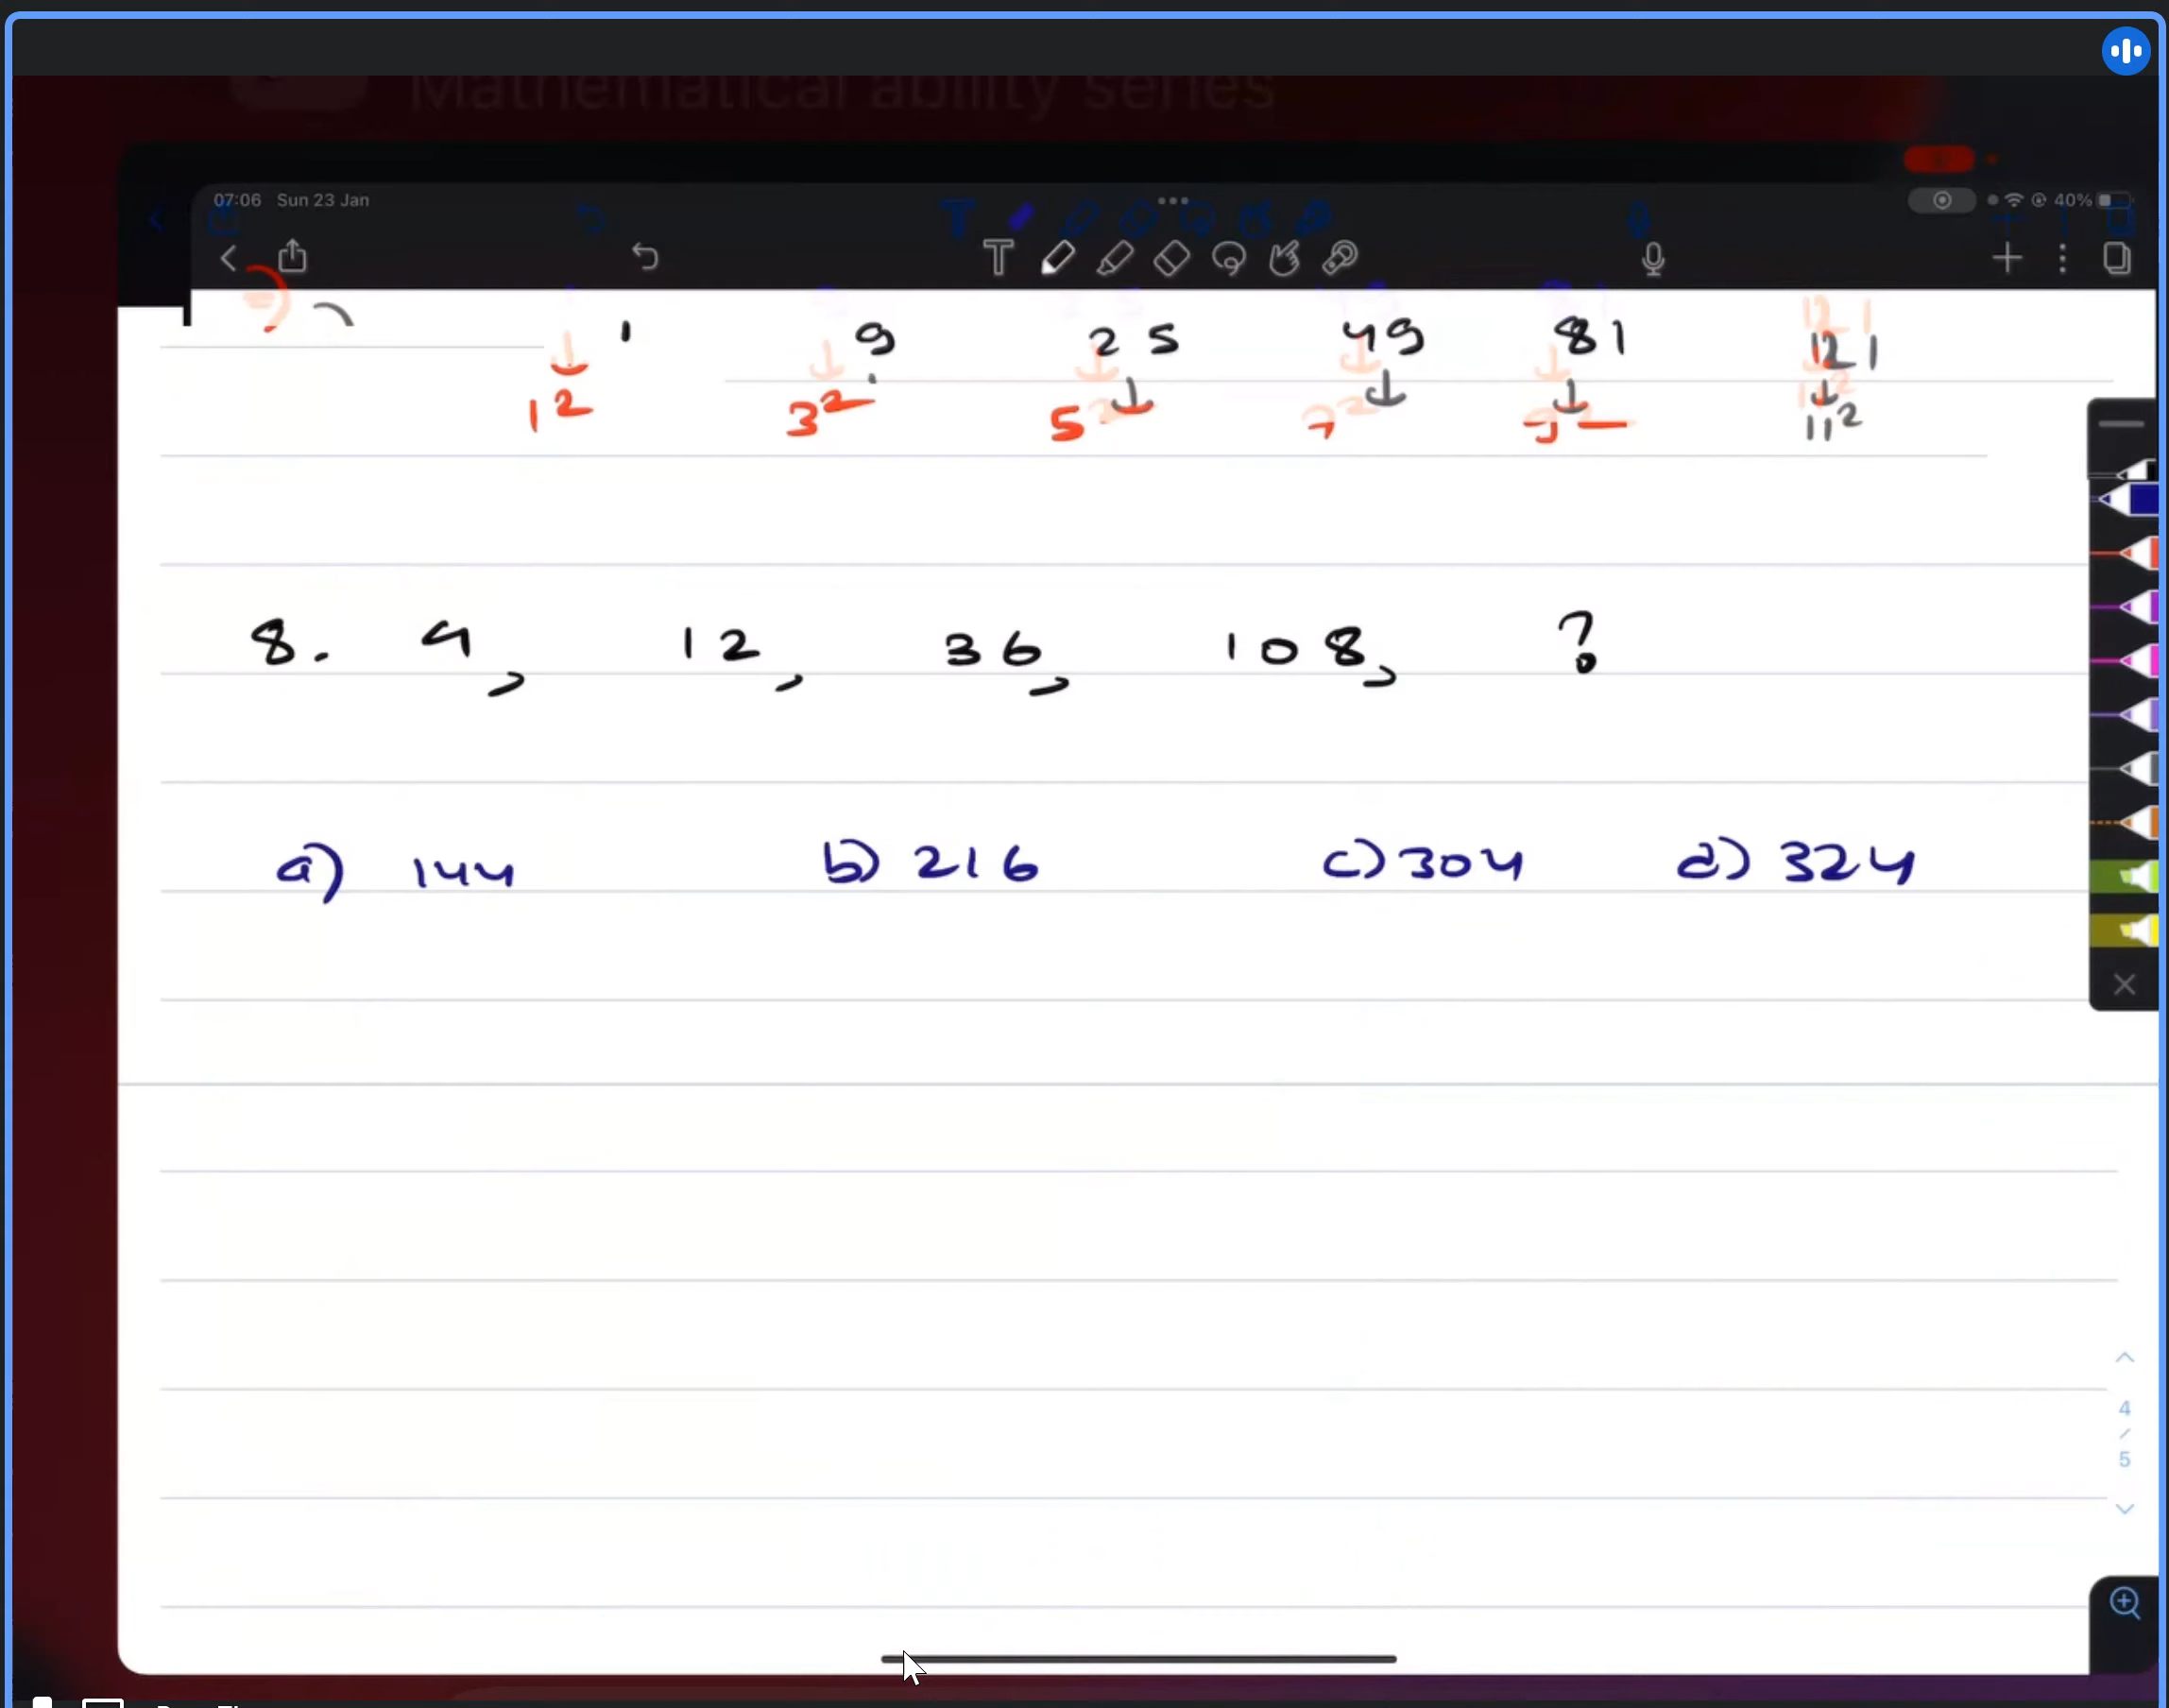 Mathematical ability series
07:06 Sun 23 Jan
40%
1 9 25 49 81 121
1² 3² 5 7² 9 11²
8. 4, 12, 36, 108, ?
a) 144 b) 216 c) 304 d) 324
4
/
5